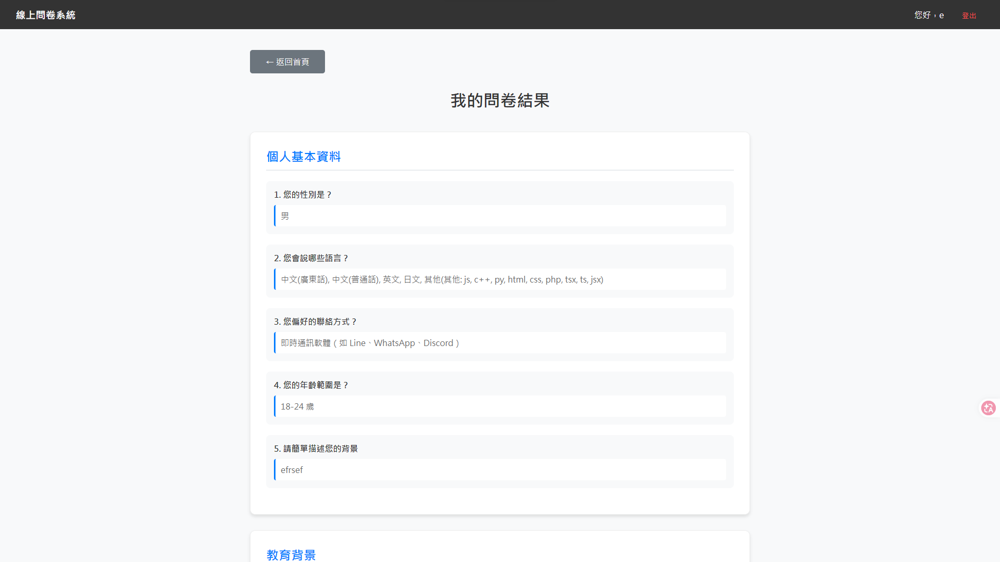 線上問卷系統
您好，e
登出
← 返回首頁
我的問卷結果
個人基本資料
1. 您的性別是？
男
2. 您會說哪些語言？
中文(廣東話), 中文(普通話), 英文, 日文, 其他(其他: js, c++, py, html, css, php, tsx, ts, jsx)
3. 您偏好的聯絡方式？
即時通訊軟體（如 Line、WhatsApp、Discord）
4. 您的年齡範圍是？
18-24 歲
5. 請簡單描述您的背景
efrsef
教育背景